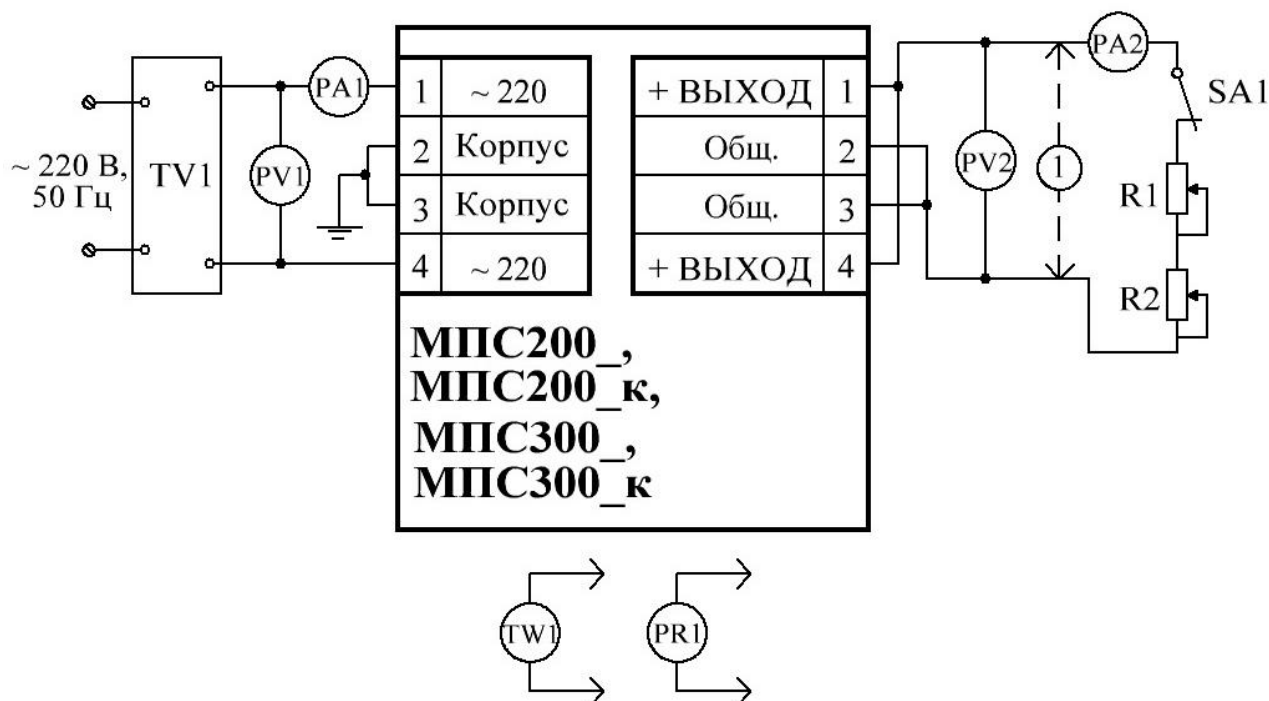 ~ 220 В,
50 Гц
TV1
PV1
PA1
1 ~ 220
2 Корпус
3 Корпус
4 ~ 220
+ ВЫХОД 1
Общ. 2
Общ. 3
+ ВЫХОД 4
PV2
1
PA2
SA1
R1
R2
МПС200_,
МПС200_к,
МПС300_,
МПС300_к
TW1
PR1